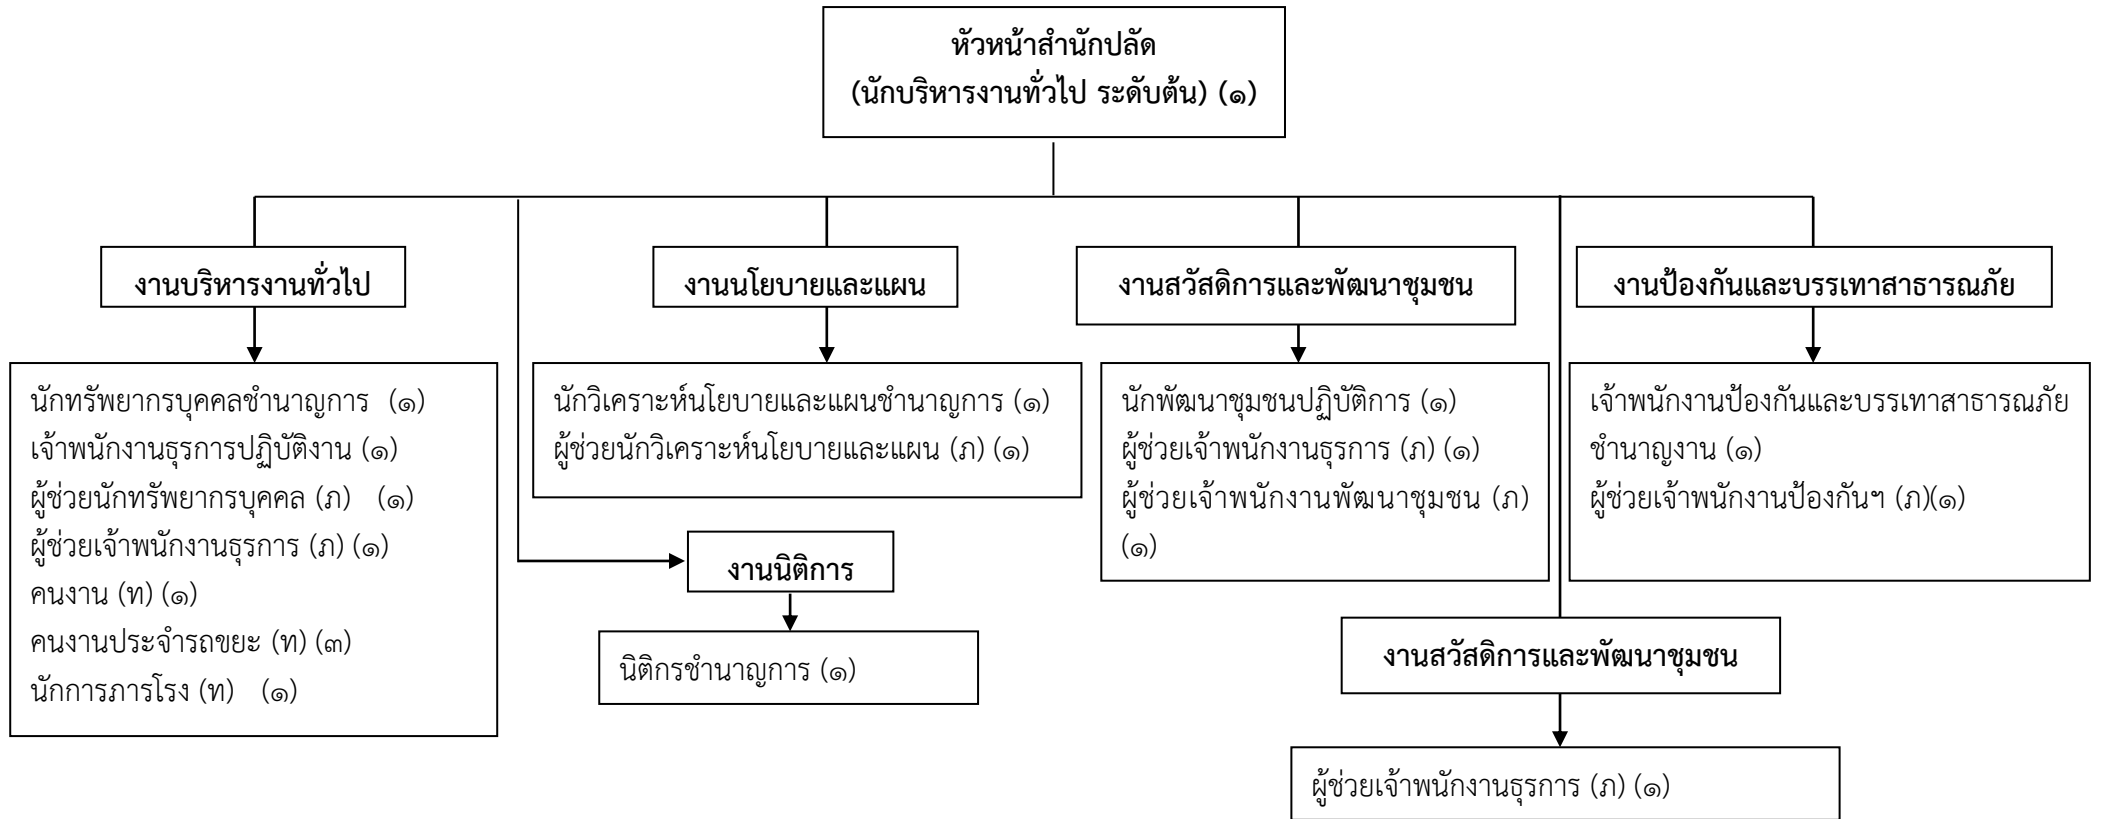 หัวหน้าสำนักปลัด
(นักบริหารงานทั่วไป ระดับต้น) (๑)
งานบริหารงานทั่วไป
นักทรัพยากรบุคคลชำนาญการ (๑)
เจ้าพนักงานธุรการปฏิบัติงาน (๑)
ผู้ช่วยนักทรัพยากรบุคคล (ภ) (๑)
ผู้ช่วยเจ้าพนักงานธุรการ (ภ) (๑)
คนงาน (ท) (๑)
คนงานประจำรถขยะ (ท) (๓)
นักการภารโรง (ท) (๑)
งานนโยบายและแผน
นักวิเคราะห์นโยบายและแผนชำนาญการ (๑)
ผู้ช่วยนักวิเคราะห์นโยบายและแผน (ภ) (๑)
งานนิติการ
นิติกรชำนาญการ (๑)
งานสวัสดิการและพัฒนาชุมชน
นักพัฒนาชุมชนปฏิบัติการ (๑)
ผู้ช่วยเจ้าพนักงานธุรการ (ภ) (๑)
ผู้ช่วยเจ้าพนักงานพัฒนาชุมชน (ภ)
(๑)
งานป้องกันและบรรเทาสาธารณภัย
เจ้าพนักงานป้องกันและบรรเทาสาธารณภัย
ชำนาญงาน (๑)
ผู้ช่วยเจ้าพนักงานป้องกันฯ (ภ)(๑)
งานสวัสดิการและพัฒนาชุมชน
ผู้ช่วยเจ้าพนักงานธุรการ (ภ) (๑)